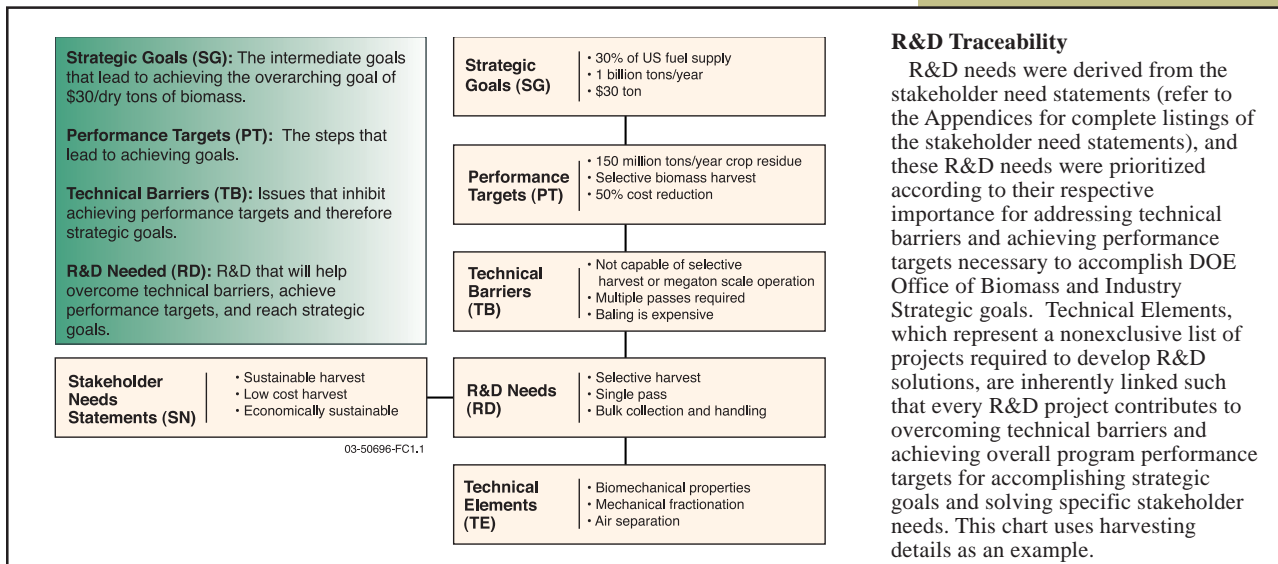 Strategic Goals (SG): The intermediate goals
that lead to achieving the overarching goal of
$30/dry tons of biomass.
Performance Targets (PT): The steps that
lead to achieving goals.
Technical Barriers (TB): Issues that inhibit
achieving performance targets and therefore
strategic goals.
R&D Needed (RD): R&D that will help
overcome technical barriers, achieve
performance targets, and reach strategic
goals.
Strategic
Goals (SG)
• 30% of US fuel supply
• 1 billion tons/year
• $30 ton
Performance
Targets (PT)
• 150 million tons/year crop residue
• Selective biomass harvest
• 50% cost reduction
Technical
Barriers
(TB)
• Not capable of selective
harvest or megaton scale operation
• Multiple passes required
• Baling is expensive
Stakeholder
Needs
Statements (SN)
• Sustainable harvest
• Low cost harvest
• Economically sustainable
03-50696-FC1.1
R&D Needs
(RD)
• Selective harvest
• Single pass
• Bulk collection and handling
Technical
Elements
(TE)
• Biomechanical properties
• Mechanical fractionation
• Air separation
R&D Traceability
R&D needs were derived from the
stakeholder need statements (refer to
the Appendices for complete listings of
the stakeholder need statements), and
these R&D needs were prioritized
according to their respective
importance for addressing technical
barriers and achieving performance
targets necessary to accomplish DOE
Office of Biomass and Industry
Strategic goals. Technical Elements,
which represent a nonexclusive list of
projects required to develop R&D
solutions, are inherently linked such
that every R&D project contributes to
overcoming technical barriers and
achieving overall program performance
targets for accomplishing strategic
goals and solving specific stakeholder
needs. This chart uses harvesting
details as an example.